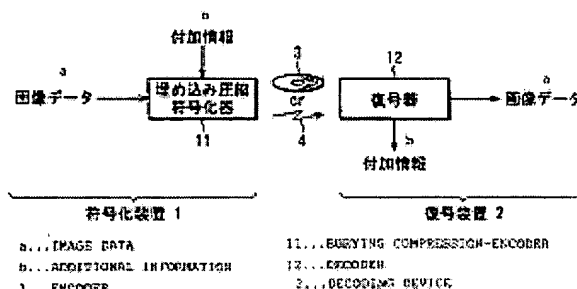 b
付加情報
a
図像データ
埋め込み圧縮
符号化器
11
3
or
4
12
復号器
a
画像データ
b
付加情報
符号化装置 1
復号装置 2
a...IMAGE DATA
b...ADDITIONAL INFORMATION
1...ENCODER
11...BURYING COMPRESSION-ENCODER
12...DECODER
2...DECODING DEVICE